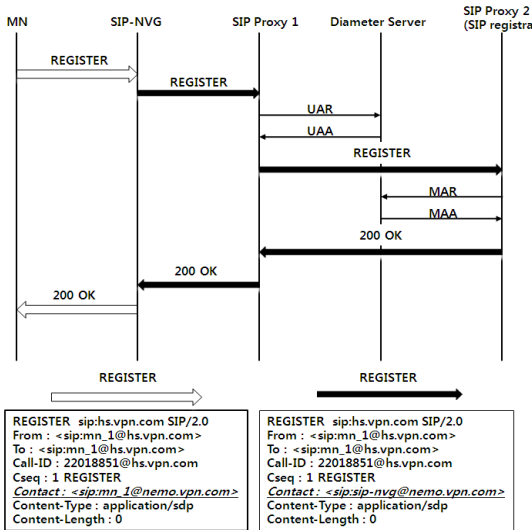 MN SIP-NVG SIP Proxy 1 Diameter Server SIP Proxy 2
(SIP registra
REGISTER
REGISTER
UAR
UAA
REGISTER
MAR
MAA
200 OK
200 OK
200 OK
REGISTER
REGISTER sip:hs.vpn.com SIP/2.0
From : <sip:mn_1@hs.vpn.com>
To : <sip:mn_1@hs.vpn.com>
Call-ID : 22018851@hs.vpn.com
Cseq : 1 REGISTER
Contact : <sip:mn_1@nemo.vpn.com>
Content-Type : application/sdp
Content-Length : 0
REGISTER
REGISTER sip:hs.vpn.com SIP/2.0
From : <sip:mn_1@hs.vpn.com>
To : <sip:mn_1@hs.vpn.com>
Call-ID : 22018851@hs.vpn.com
Cseq : 1 REGISTER
Contact : <sip:sip-nvg@nemo.vpn.com>
Content-Type : application/sdp
Content-Length : 0